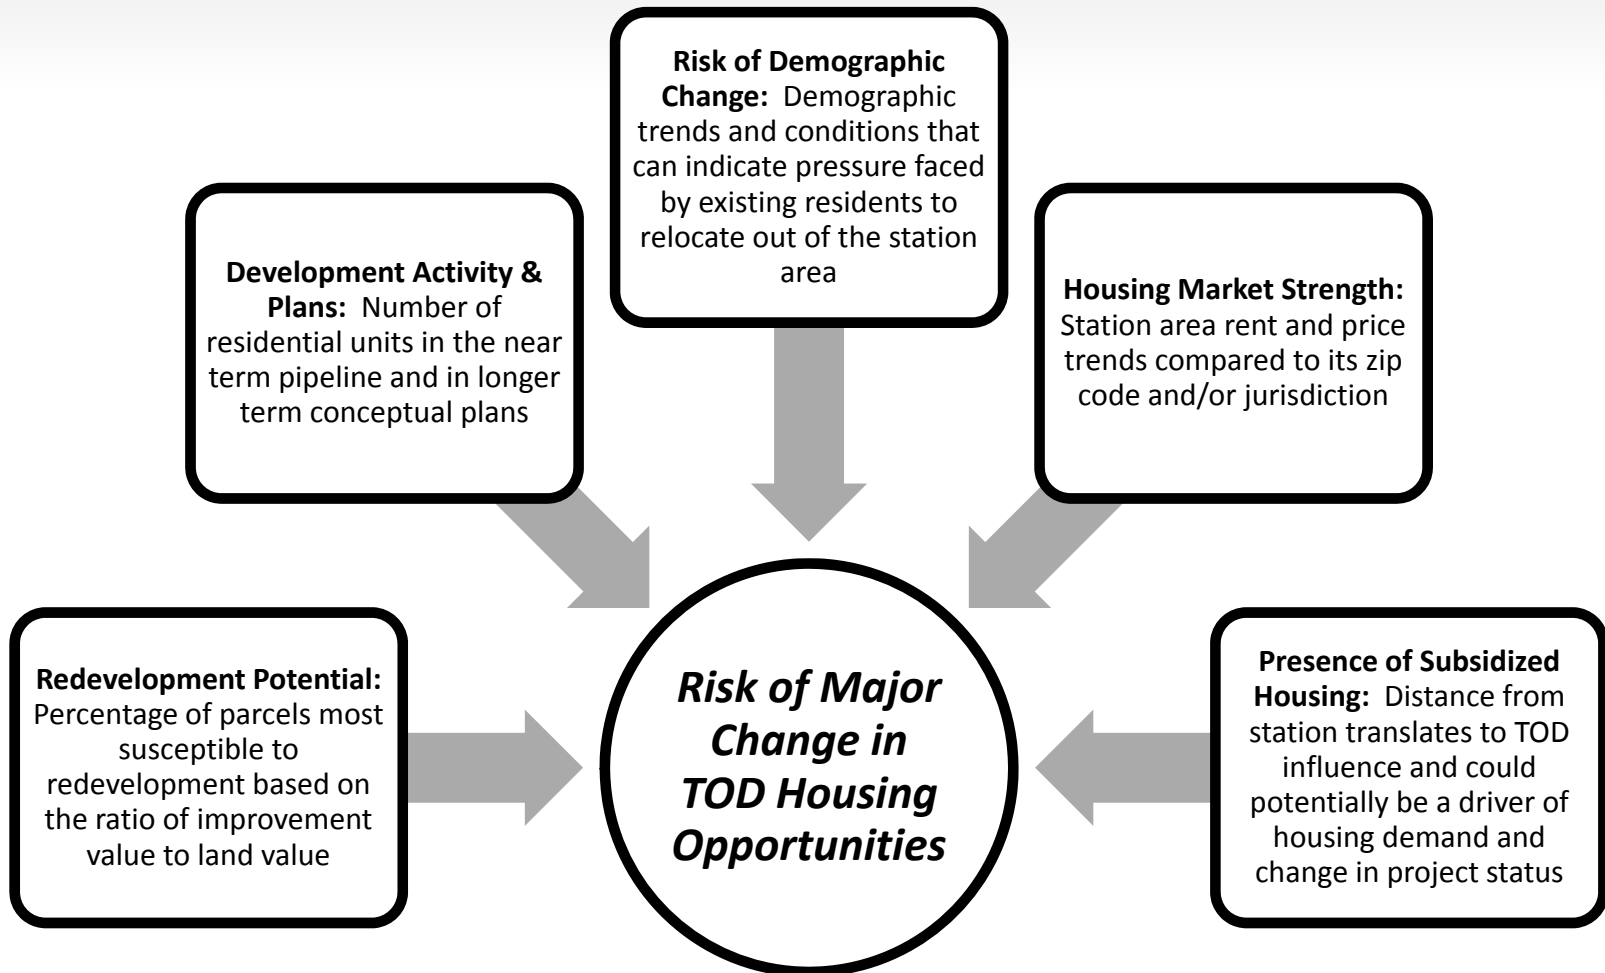 Risk of Demographic
Change: Demographic
trends and conditions that
can indicate pressure faced
by existing residents to
relocate out of the station
area
Development Activity &
Plans: Number of
residential units in the near
term pipeline and in longer
term conceptual plans
Housing Market Strength:
Station area rent and price
trends compared to its zip
code and/or jurisdiction
Redevelopment Potential:
Percentage of parcels most
susceptible to
redevelopment based on
the ratio of improvement
value to land value
Risk of Major
Change in
TOD Housing
Opportunities
Presence of Subsidized
Housing: Distance from
station translates to TOD
influence and could
potentially be a driver of
housing demand and
change in project status